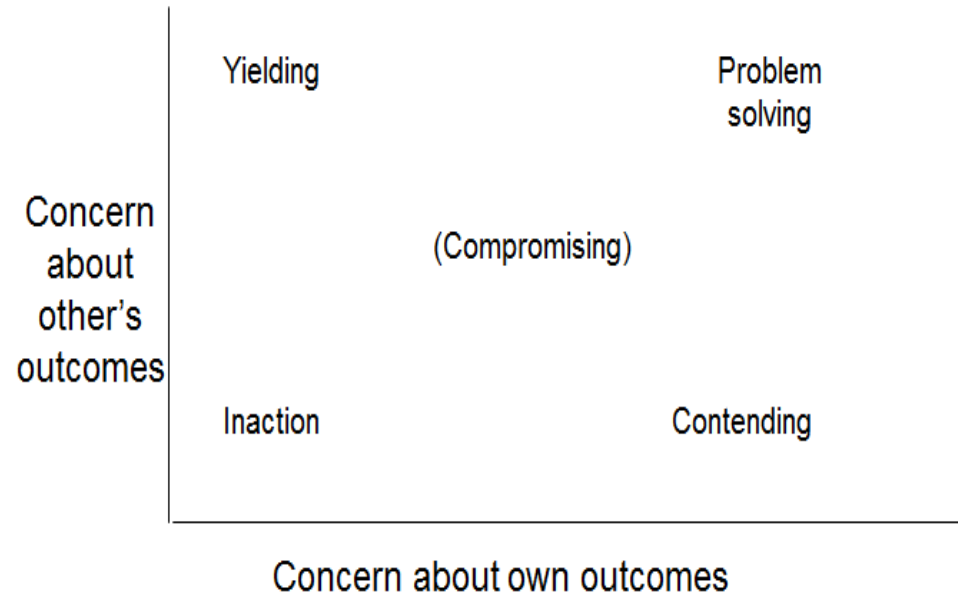 Yielding
Problem
solving
Concern
about
other’s
outcomes
(Compromising)
Inaction
Contending
Concern about own outcomes